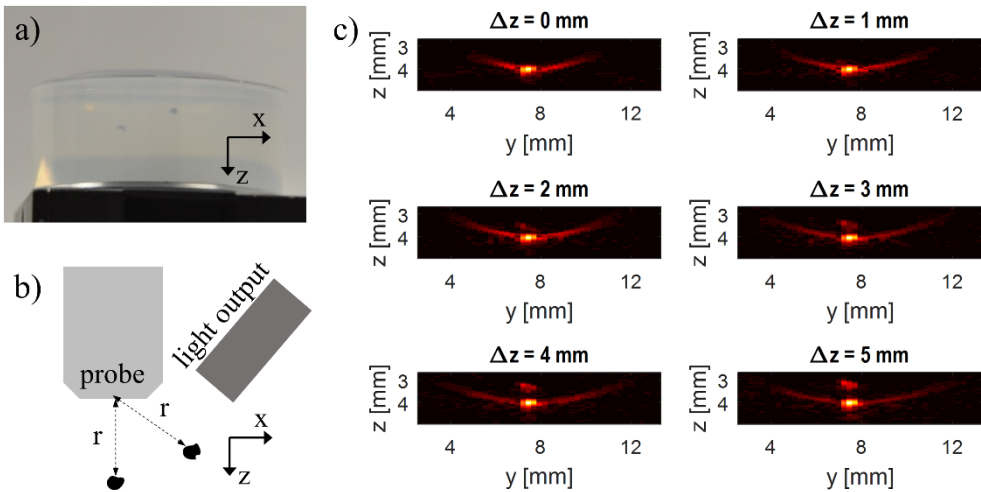 a)
x
z
b)
probe
light output
r
r
x
z
c)
Δz = 0 mm
z [mm]
3
4
4
8
12
y [mm]
Δz = 1 mm
z [mm]
3
4
4
8
12
y [mm]
Δz = 2 mm
z [mm]
3
4
4
8
12
y [mm]
Δz = 3 mm
z [mm]
3
4
4
8
12
y [mm]
Δz = 4 mm
z [mm]
3
4
4
8
12
y [mm]
Δz = 5 mm
z [mm]
3
4
4
8
12
y [mm]